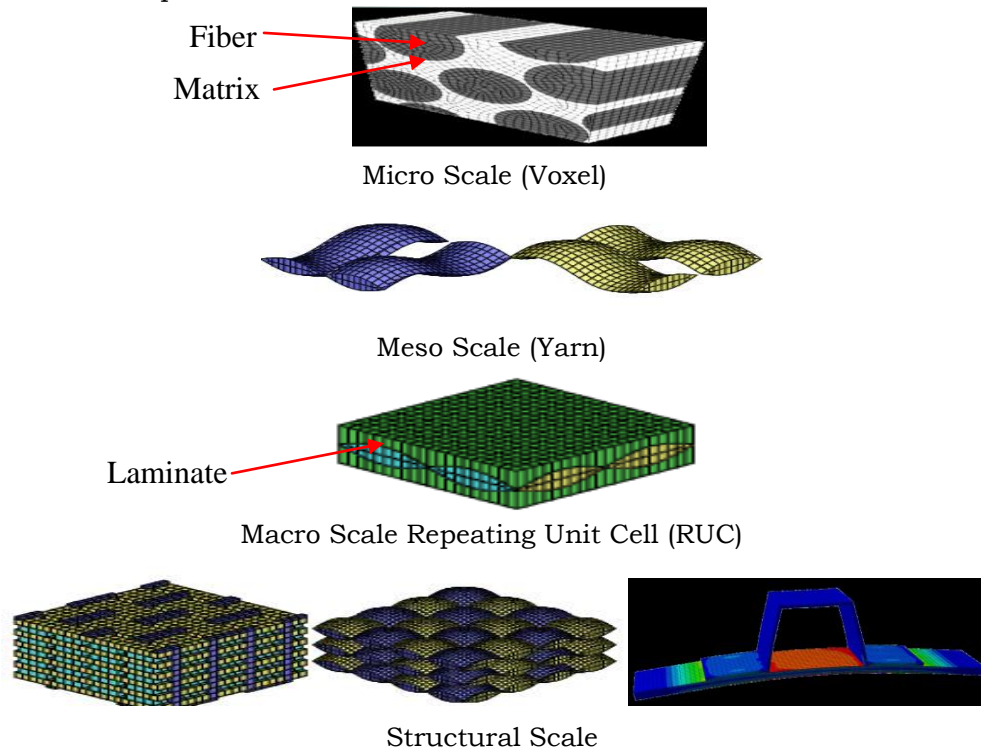 Fiber
Matrix
Micro Scale (Voxel)
Meso Scale (Yarn)
Laminate
Macro Scale Repeating Unit Cell (RUC)
Structural Scale